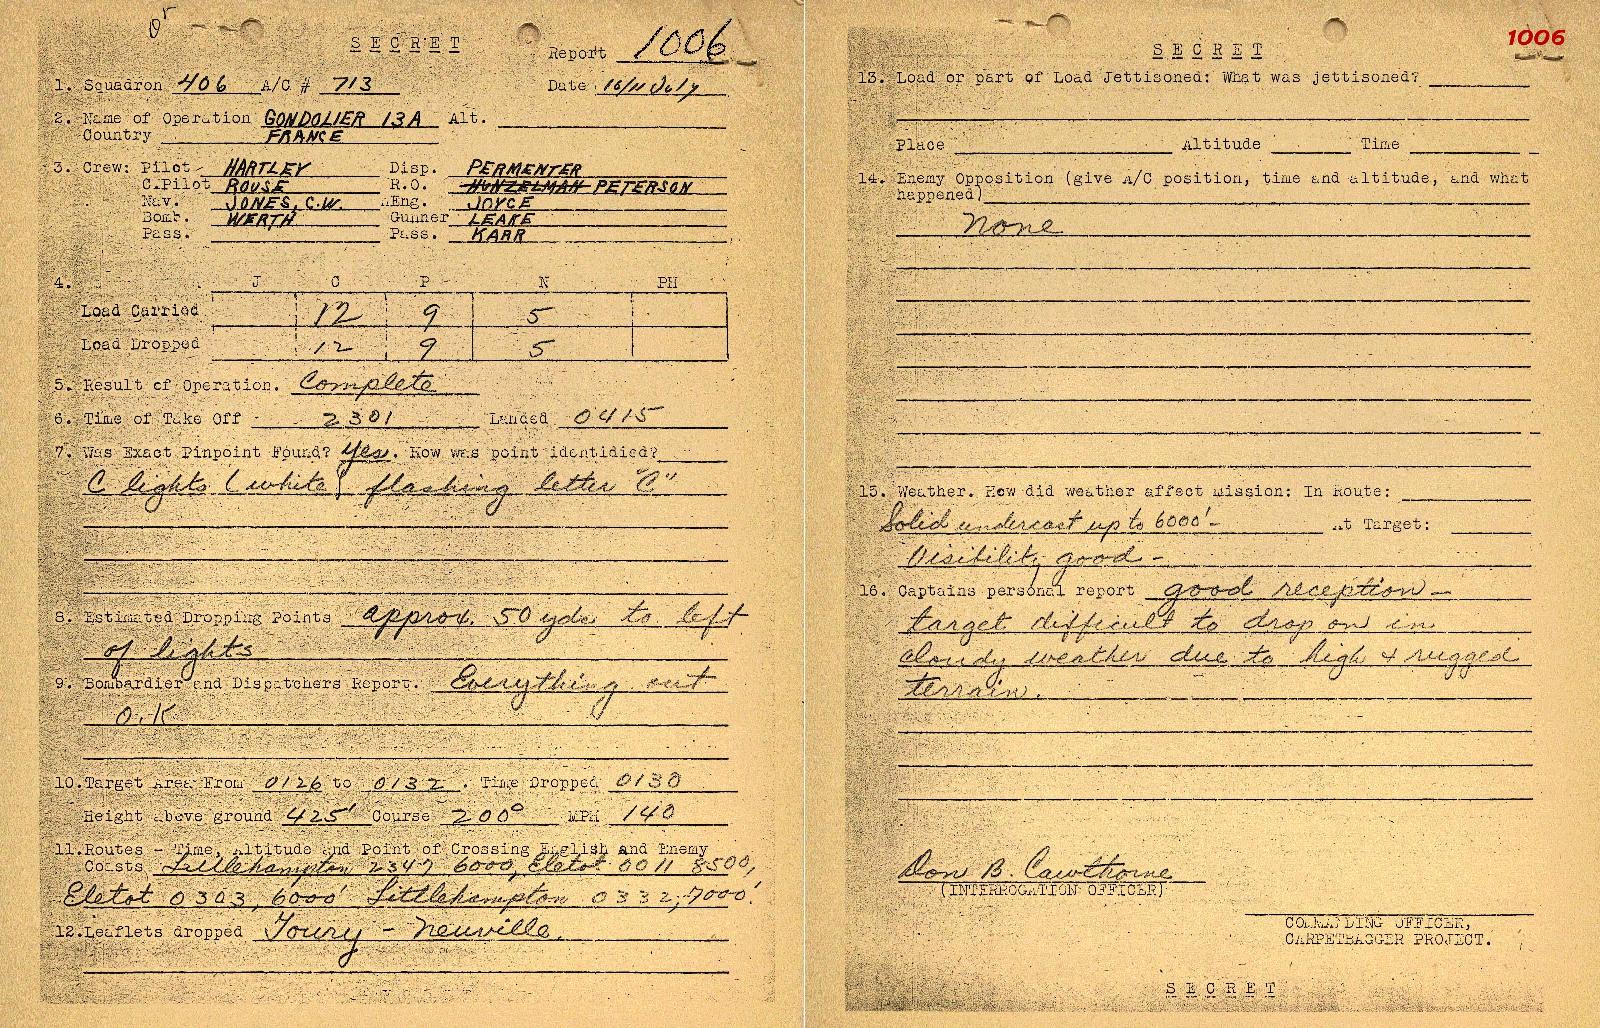 or
SECRET
Report 1006
1. Squadron 406 A/C # 713 Date 10/11 July
2. Name of Operation GONDOLIER 13A Alt.
Country FRANCE
3. Crew: Pilot HARTLEY Disp. PERMENTER
C.Pilot ROUSE R.O. HUNZELMAN PETERSON
Nav. JONES, C.W. Eng. JOYCE
Bomb. WERTH Gunner LEAKE
Pass. Pass. KARR
4. J C P N PH
Load Carried 12 9 5
Load Dropped 12 9 5
5. Result of Operation. Complete
6. Time of Take Off 2301 Landed 0415
7. Was Exact Pinpoint Found? Yes. How was point identidied?
C lights (white) flashing letter "C"
8. Estimated Dropping Points approx. 50 yds to left
of lights
9. Bombardier and Dispatchers Report. Everything out
O.K
10. Target Area From 0126 to 0132. Time Dropped 0130
Height above ground 425' Course 200° MPH 140
11. Routes - Time, Altitude and Point of Crossing English and Enemy
Coasts Littlehampton 2347 6000, Eletot 0011 8500,
Eletot 0303, 6000' Littlehampton 0332, 7000'.
12. Leaflets dropped Toury - Neuville.
1006
SECRET
13. Load or part of Load Jettisoned: What was jettisoned?
Place Altitude Time
14. Enemy Opposition (give A/C position, time and altitude, and what
happened)
None
15. Weather. How did weather affect mission: In Route:
Solid undercast up to 6000'- At Target:
Visibility good -
16. Captains personal report good reception -
target difficult to drop on in
cloudy weather due to high & rugged
terrain.
Don B. Cawthorne
(INTERROGATION OFFICER)
COMMANDING OFFICER,
CARPETBAGGER PROJECT.
SECRET